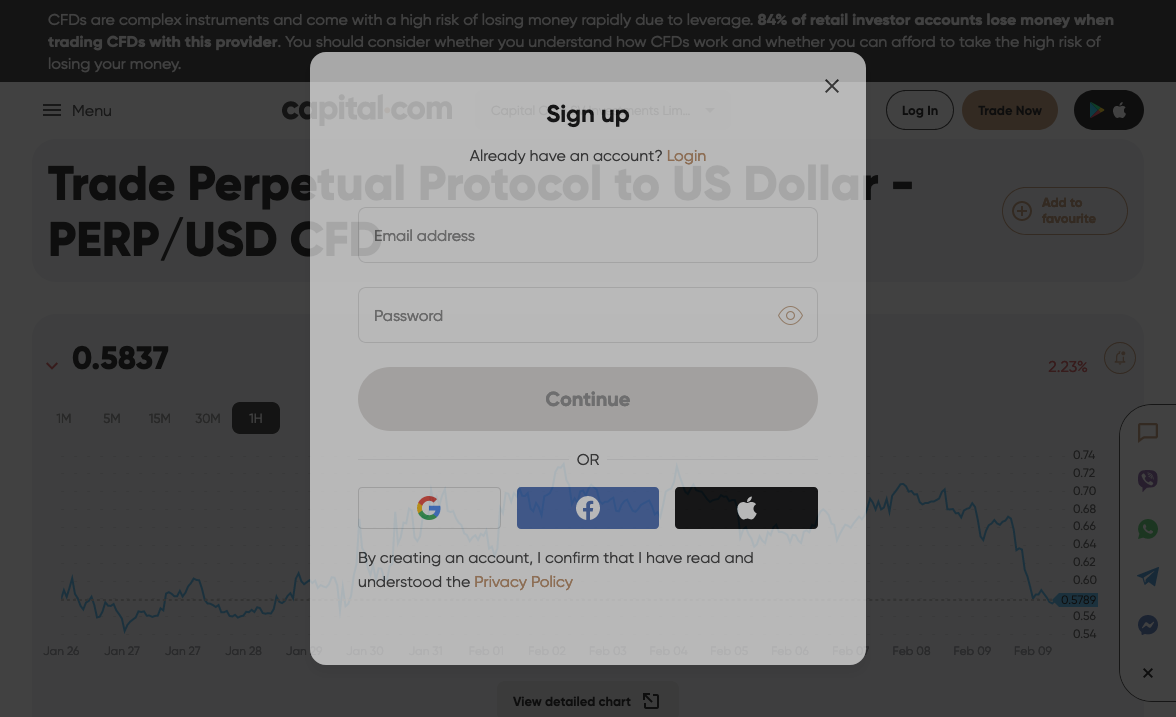 CFDs are complex instruments and come with a high risk of losing money rapidly due to leverage. 84% of retail investor accounts lose money when
trading CFDs with this provider. You should consider whether you understand how CFDs work and whether you can afford to take the high risk of
losing your money.
Menu
capital.com
Log In
Trade Now
Sign up
Already have an account? Login
Trade Perpetual Protocol to US Dollar -
PERP/USD CFD
Add to
favourite
Email address
Password
Continue
OR
By creating an account, I confirm that I have read and
understood the Privacy Policy
0.5837
2.23%
1M 5M 15M 30M 1H
0.74
0.72
0.70
0.68
0.66
0.64
0.62
0.60
0.5789
0.56
0.54
Jan 26 Jan 27 Jan 27 Jan 28 Jan 29 Jan 30 Jan 31 Feb 01 Feb 02 Feb 03 Feb 04 Feb 05 Feb 06 Feb 07 Feb 08 Feb 09 Feb 09
View detailed chart